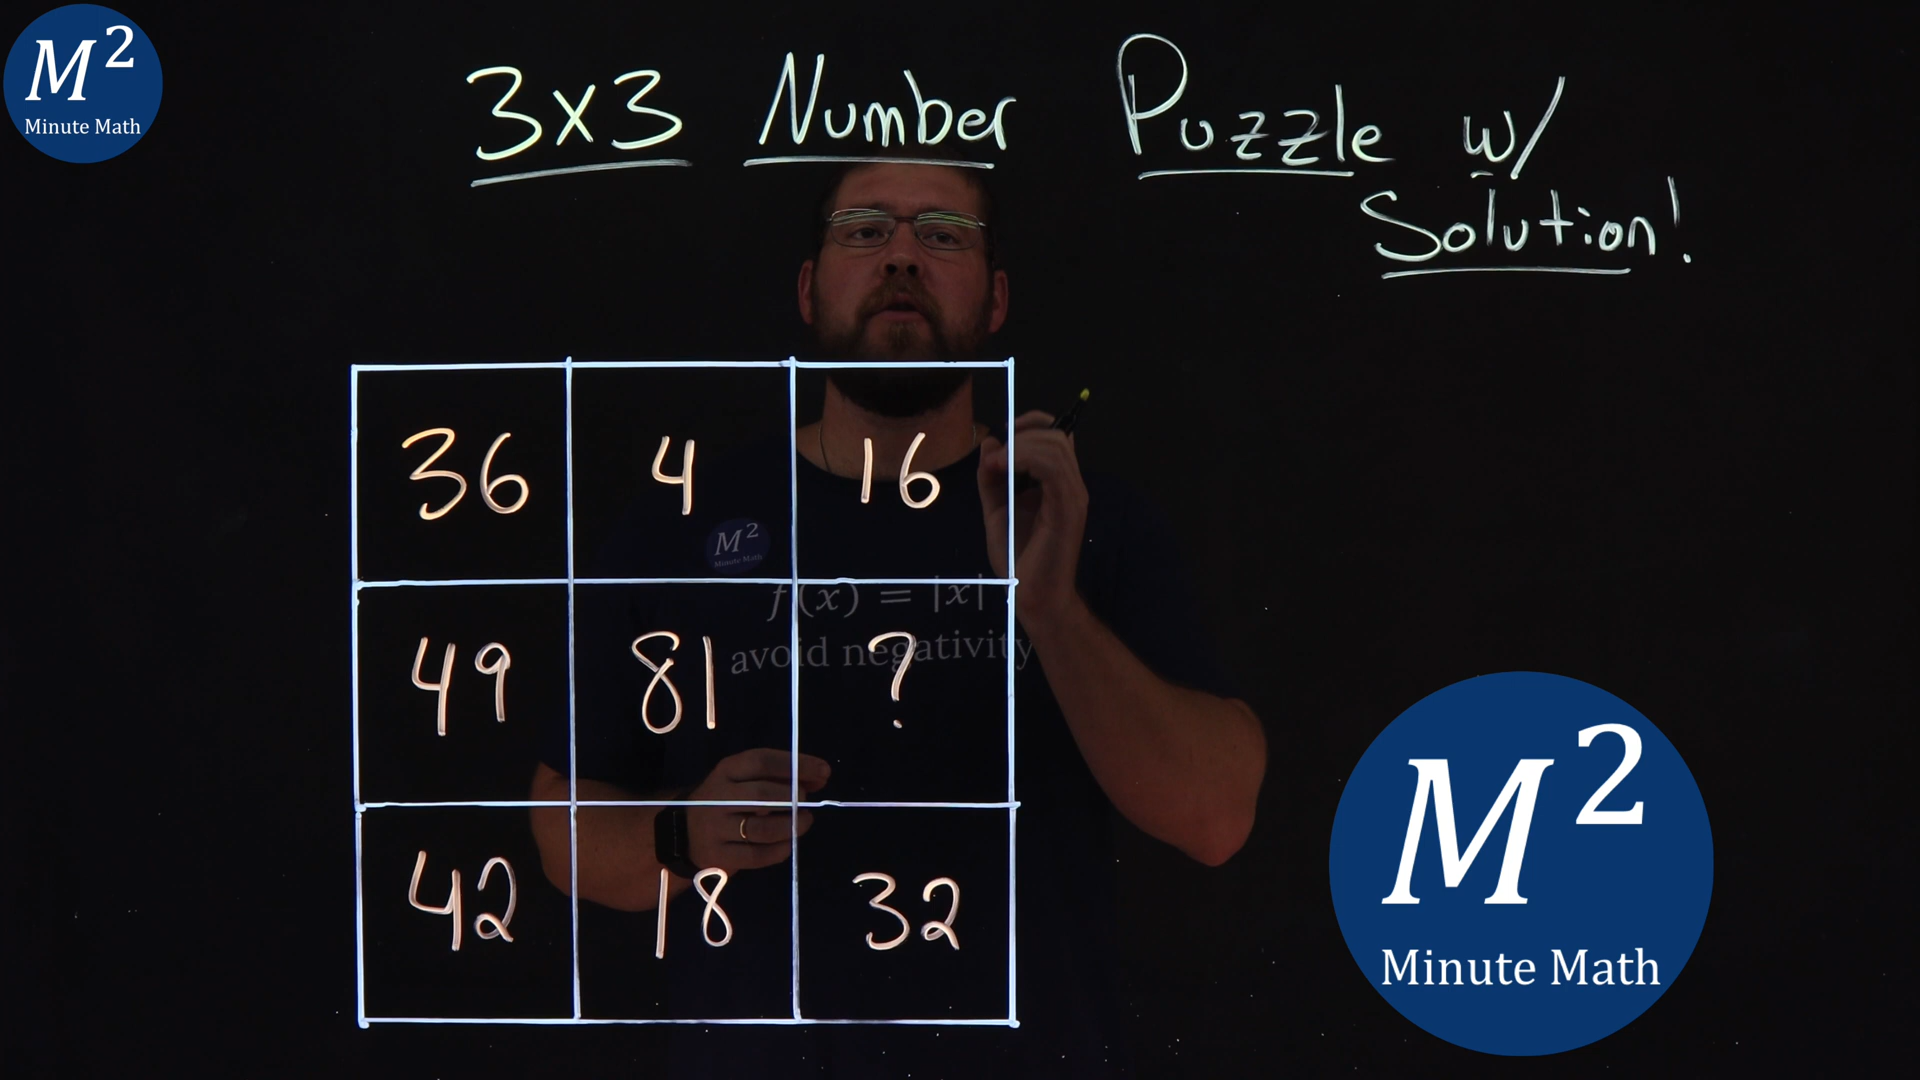 M²
Minute Math
3x3 Number Puzzle w/
Solution!
36 4 16
M²
Minute Math
f(x) = |x|
49 81 ?
avoid negativity
42 18 32
M²
Minute Math